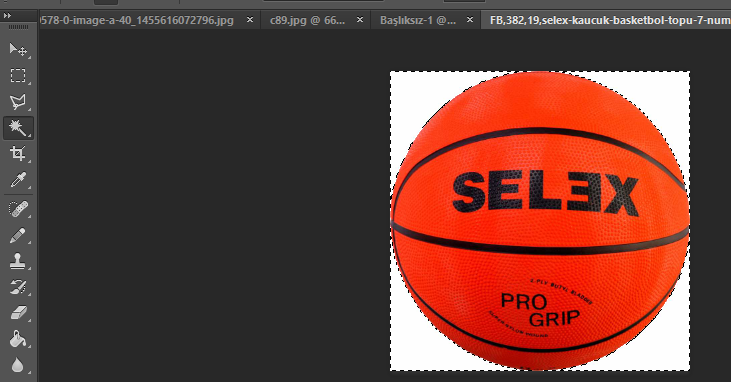 0578-0-image-a-40_1455616072796.jpg
c89.jpg @ 66...
Başlıksız-1 @...
FB,382,19,selex-kaucuk-basketbol-topu-7-num
SELEX
PRO
GRIP